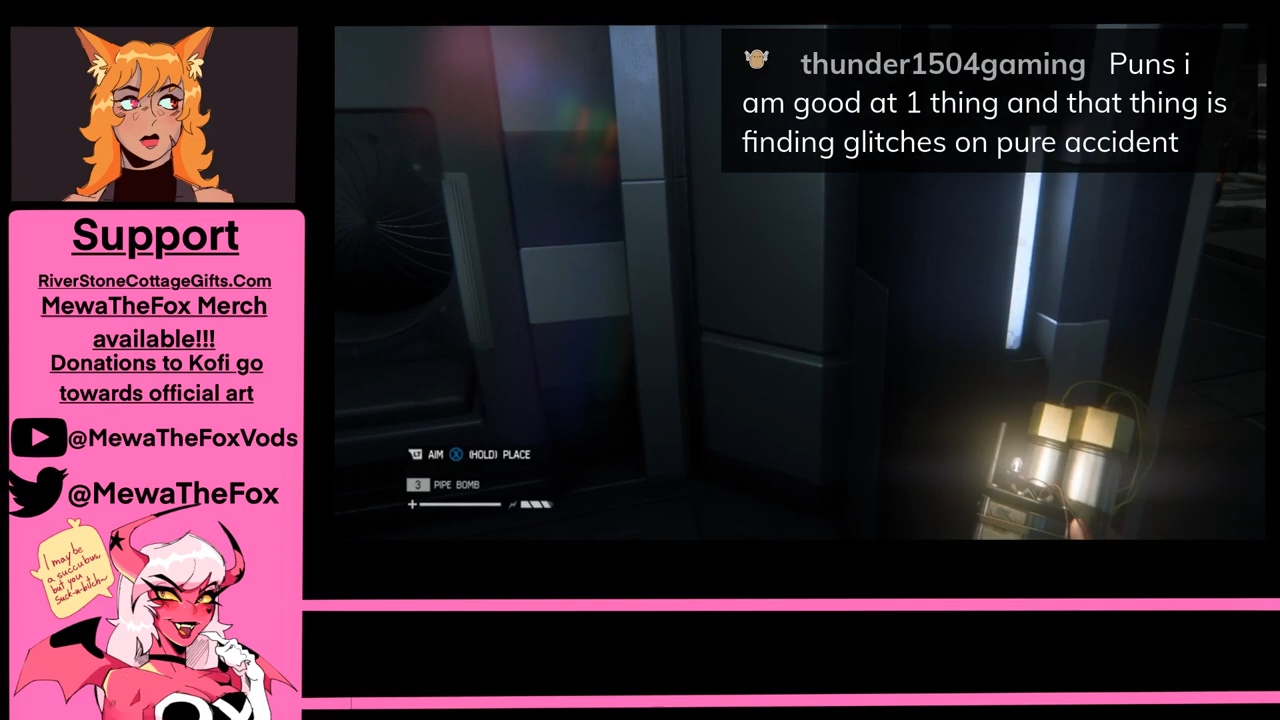 thunder1504gaming Puns i
am good at 1 thing and that thing is
finding glitches on pure accident
Support
RiverStoneCottageGifts.Com
MewaTheFox Merch
available!!!
Donations to Kofi go
towards official art
@MewaTheFoxVods
@MewaTheFox
I may be
a succubus,
but you
suck-a-bitch~
LT AIM X (HOLD) PLACE
3 PIPE BOMB